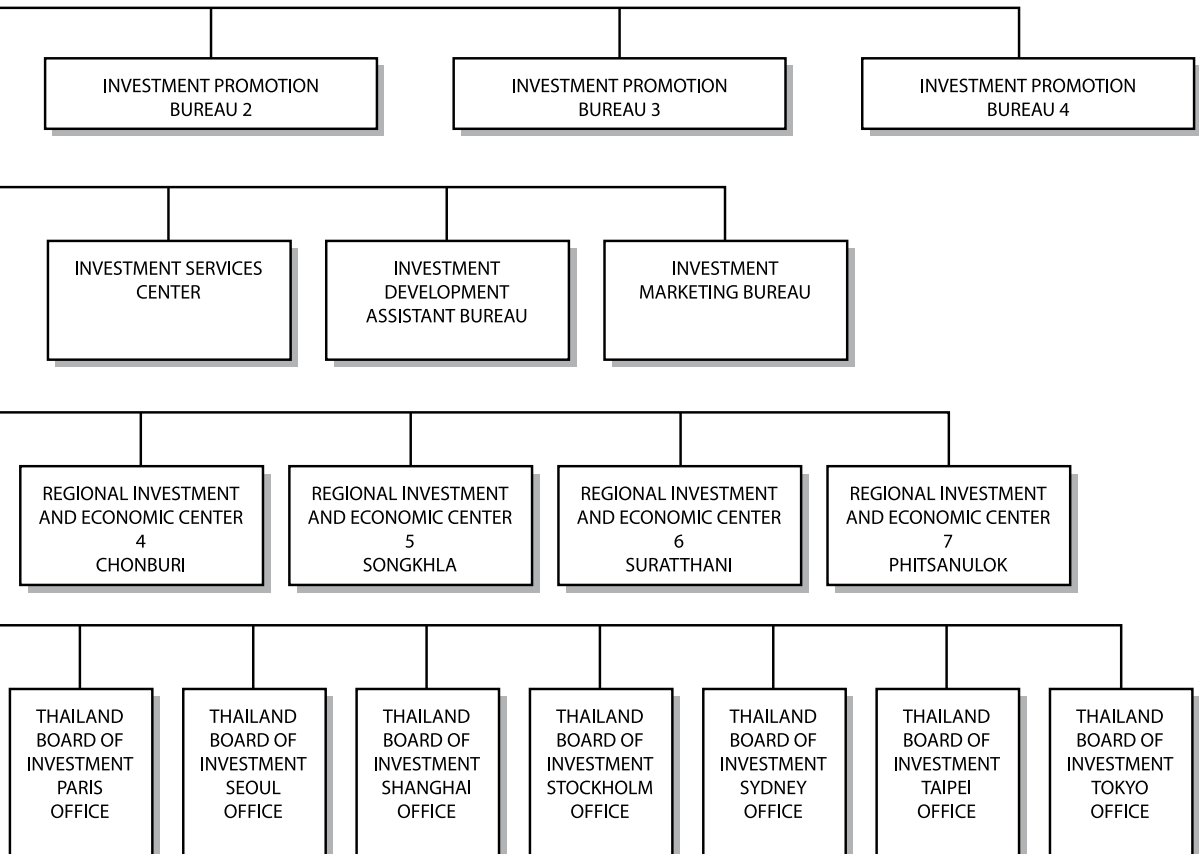 INVESTMENT PROMOTION
BUREAU 2
INVESTMENT PROMOTION
BUREAU 3
INVESTMENT PROMOTION
BUREAU 4
INVESTMENT SERVICES
CENTER
INVESTMENT
DEVELOPMENT
ASSISTANT BUREAU
INVESTMENT
MARKETING BUREAU
REGIONAL INVESTMENT
AND ECONOMIC CENTER
4
CHONBURI
REGIONAL INVESTMENT
AND ECONOMIC CENTER
5
SONGKHLA
REGIONAL INVESTMENT
AND ECONOMIC CENTER
6
SURATTHANI
REGIONAL INVESTMENT
AND ECONOMIC CENTER
7
PHITSANULOK
THAILAND
BOARD OF
INVESTMENT
PARIS
OFFICE
THAILAND
BOARD OF
INVESTMENT
SEOUL
OFFICE
THAILAND
BOARD OF
INVESTMENT
SHANGHAI
OFFICE
THAILAND
BOARD OF
INVESTMENT
STOCKHOLM
OFFICE
THAILAND
BOARD OF
INVESTMENT
SYDNEY
OFFICE
THAILAND
BOARD OF
INVESTMENT
TAIPEI
OFFICE
THAILAND
BOARD OF
INVESTMENT
TOKYO
OFFICE